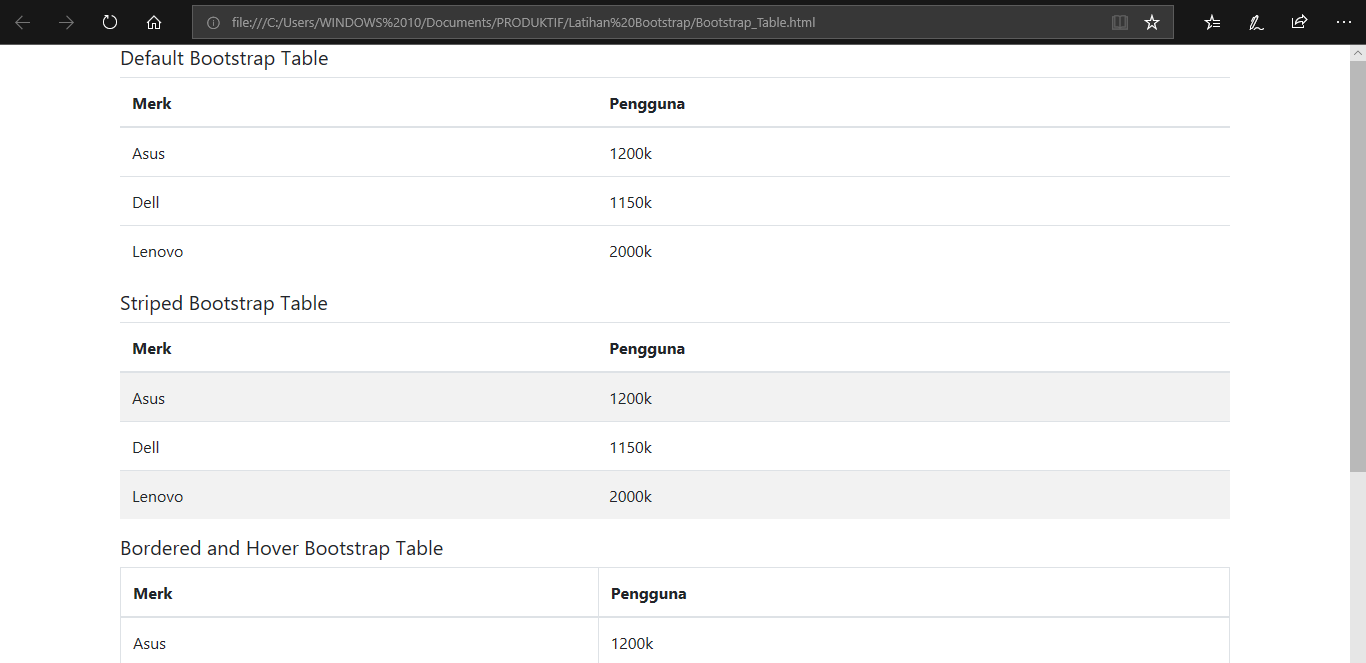 file:///C:/Users/WINDOWS%2010/Documents/PRODUKTIF/Latihan%20Bootstrap/Bootstrap_Table.html
Default Bootstrap Table
Merk Pengguna
Asus 1200k
Dell 1150k
Lenovo 2000k
Striped Bootstrap Table
Merk Pengguna
Asus 1200k
Dell 1150k
Lenovo 2000k
Bordered and Hover Bootstrap Table
Merk Pengguna
Asus 1200k